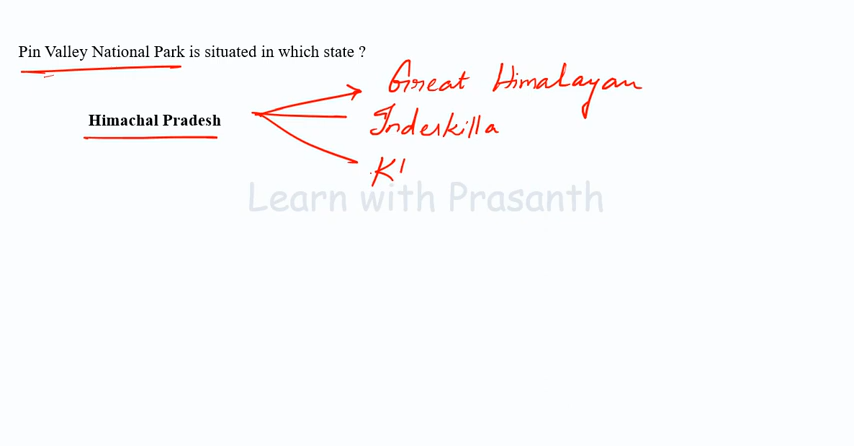 Pin Valley National Park is situated in which state ?
Great Himalayan
Himachal Pradesh
Inderkilla
Learn with Prasanth